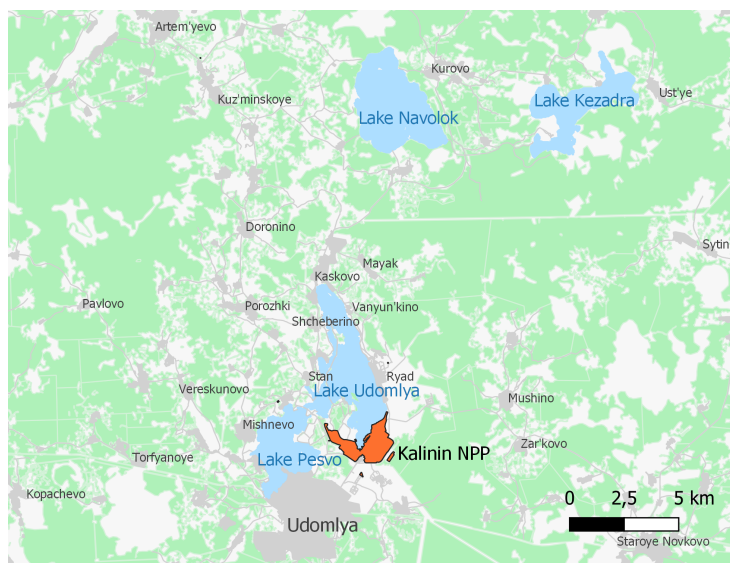 Artem'yevo
Kurovo
Kuz'minskoye
Lake Kezadra
Ust'ye
Lake Navolok
Doronino
Sytin
Mayak
Kaskovo
Pavlovo
Porozhki
Vanyun'kino
Shcheberino
Stan
Ryad
Vereskunovo
Lake Udomlya
Mushino
Mishnevo
Zar'kovo
Torfyanoye
Lake Pesvo
Kalinin NPP
Kopachevo
0 2,5 5 km
Udomlya
Staroye Novkovo